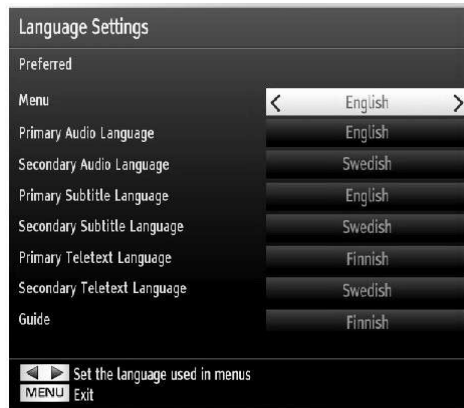 Language Settings
Preferred
Menu English
Primary Audio Language English
Secondary Audio Language Swedish
Primary Subtitle Language English
Secondary Subtitle Language Swedish
Primary Teletext Language Finnish
Secondary Teletext Language Swedish
Guide Finnish
Set the language used in menus
MENU Exit